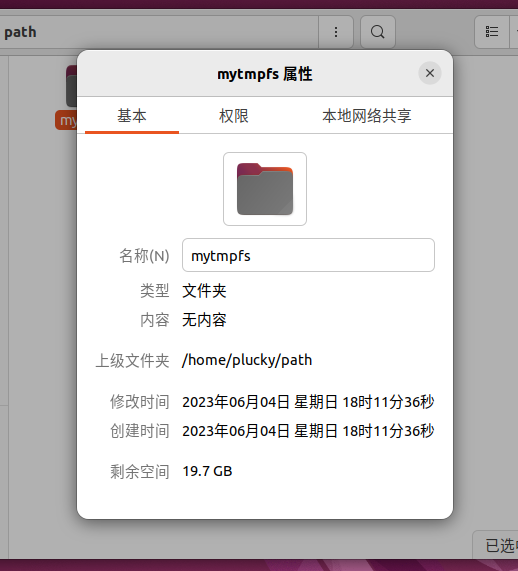 path
my
mytmpfs 属性
基本 权限 本地网络共享
名称(N) mytmpfs
类型 文件夹
内容 无内容
上级文件夹 /home/plucky/path
修改时间 2023年06月04日 星期日 18时11分36秒
创建时间 2023年06月04日 星期日 18时11分36秒
剩余空间 19.7 GB
已选